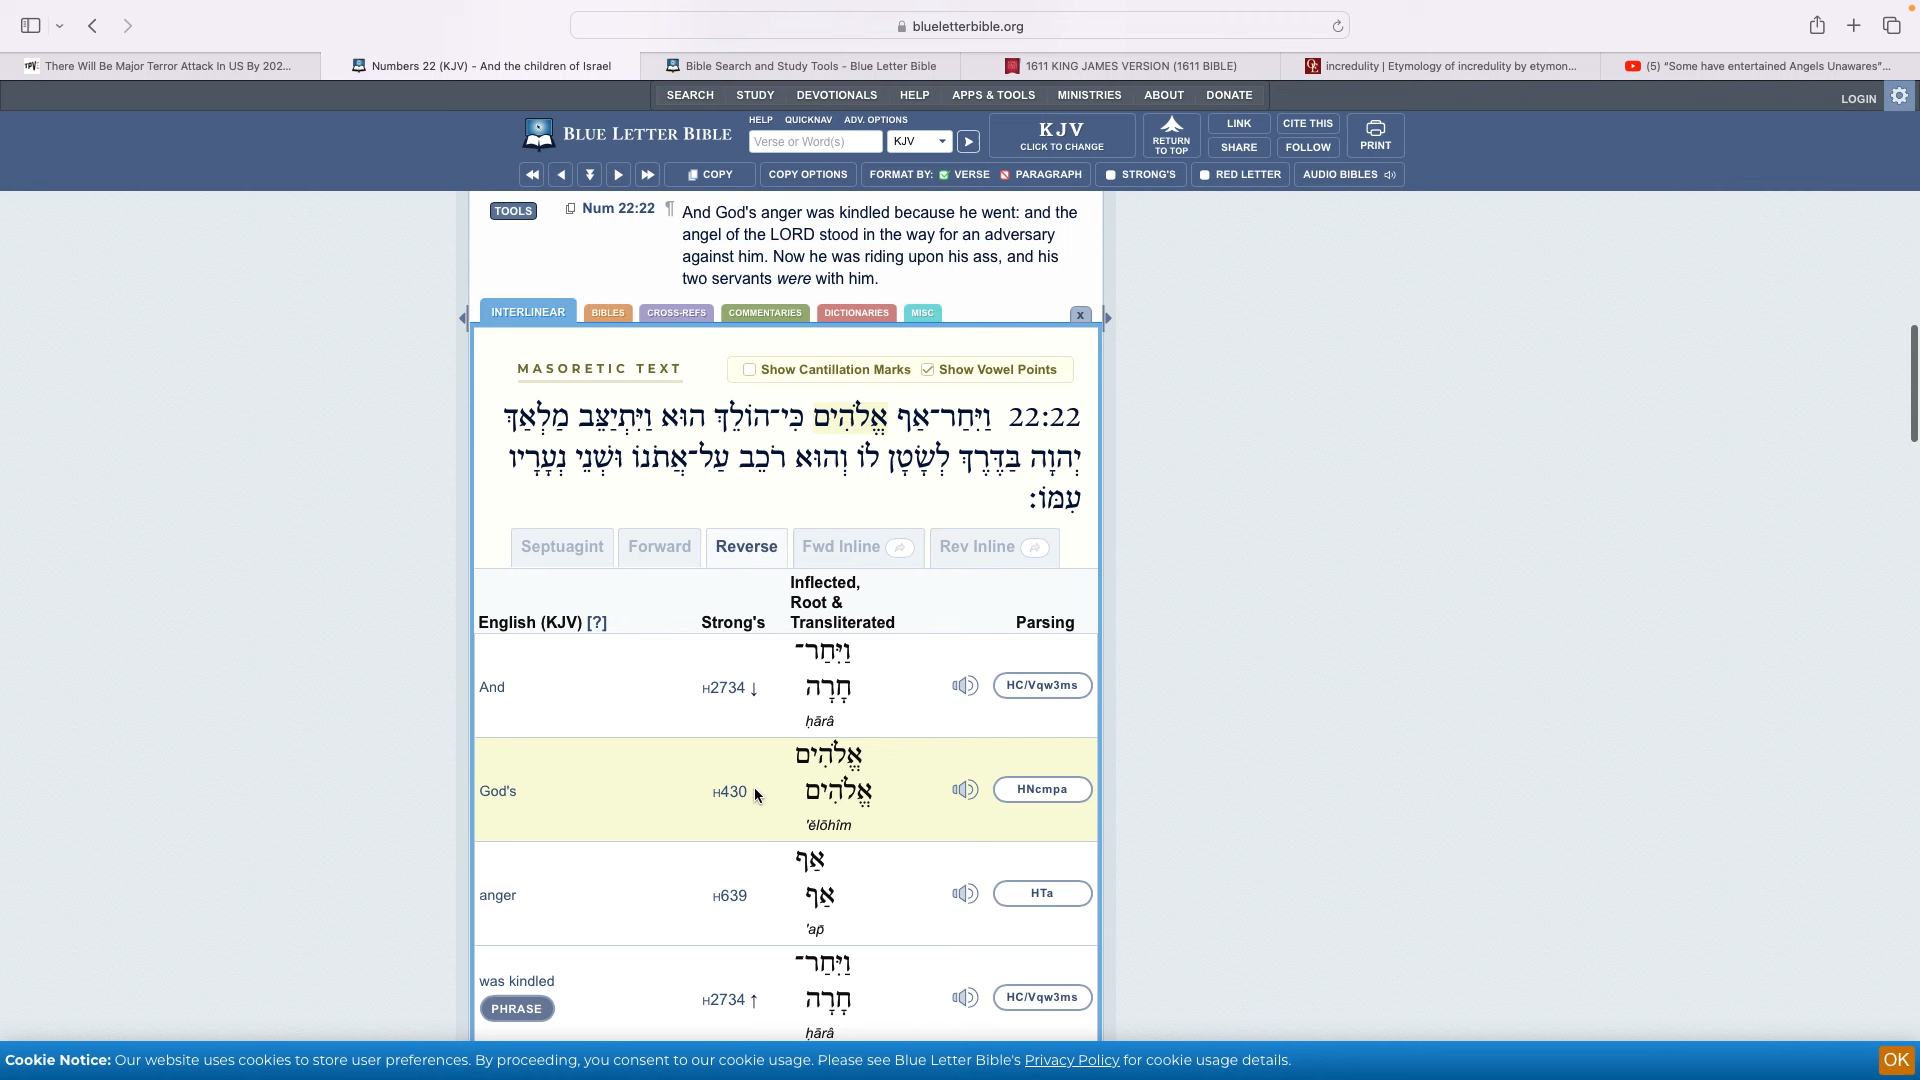 blueletterbible.org
There Will Be Major Terror Attack In US By 202...
Numbers 22 (KJV) - And the children of Israel
Bible Search and Study Tools - Blue Letter Bible
1611 KING JAMES VERSION (1611 BIBLE)
incredulity | Etymology of incredulity by etymon...
(5) "Some have entertained Angels Unawares"...
SEARCH STUDY DEVOTIONALS HELP APPS & TOOLS MINISTRIES ABOUT DONATE
LOGIN
BLUE LETTER BIBLE
HELP QUICKNAV ADV. OPTIONS
Verse or Word(s) KJV
KJV
CLICK TO CHANGE
RETURN
TO TOP
LINK CITE THIS
SHARE FOLLOW
PRINT
COPY COPY OPTIONS FORMAT BY: VERSE PARAGRAPH STRONG'S RED LETTER AUDIO BIBLES
TOOLS Num 22:22 ¶ And God's anger was kindled because he went: and the
angel of the LORD stood in the way for an adversary
against him. Now he was riding upon his ass, and his
two servants were with him.
INTERLINEAR BIBLES CROSS-REFS COMMENTARIES DICTIONARIES MISC x
MASORETIC TEXT Show Cantillation Marks Show Vowel Points
22:22 וַיִּחַר־אַף אֱלֹהִים כִּי־הוֹלֵךְ הוּא וַיִּתְיַצֵּב מַלְאַךְ
יְהוָה בַּדֶּרֶךְ לְשָׂטָן לוֹ וְהוּא רֹכֵב עַל־אֲתֹנוֹ וּשְׁנֵי נְעָרָיו
עִמּוֹ׃
Septuagint Forward Reverse Fwd Inline Rev Inline
English (KJV) [?] Strong's Inflected,
Root &
Transliterated Parsing
וַיִּחַר־
And H2734 ↓ חָרָה HC/Vqw3ms
ḥārâ
אֱלֹהִים
God's H430 אֱלֹהִים HNcmpa
'ĕlōhîm
אַף
anger H639 אַף HTa
'ap̄
וַיִּחַר־
was kindled H2734 ↑ חָרָה HC/Vqw3ms
PHRASE
ḥārâ
Cookie Notice: Our website uses cookies to store user preferences. By proceeding, you consent to our cookie usage. Please see Blue Letter Bible's Privacy Policy for cookie usage details. OK